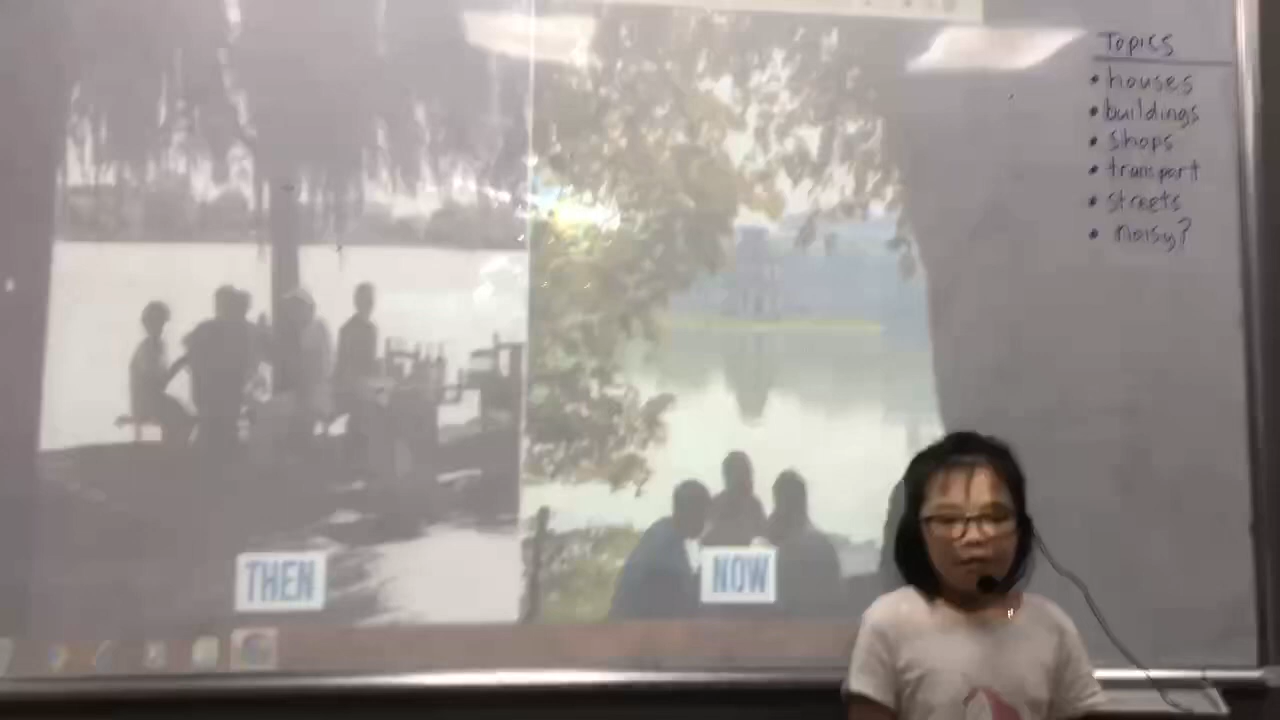 Topics
• houses
• buildings
• shops
• transport
• streets
• noisy?
THEN
NOW